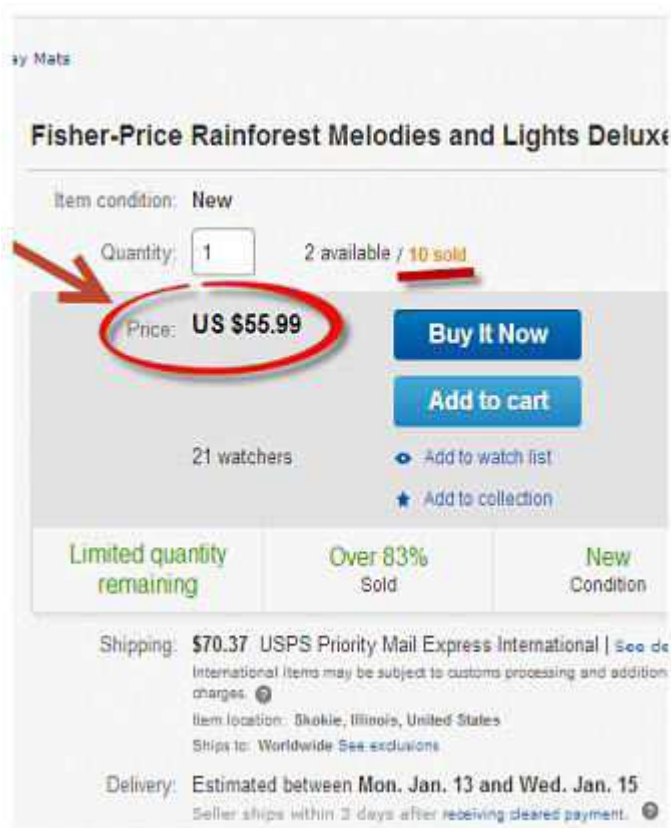 ay Mats
Fisher-Price Rainforest Melodies and Lights Deluxe
Item condition: New
Quantity: 1 2 available / 10 sold
Price: US $55.99
Buy It Now
Add to cart
21 watchers
Add to watch list
Add to collection
Limited quantity remaining
Over 83% Sold
New Condition
Shipping: $70.37 USPS Priority Mail Express International | See de
International items may be subject to customs processing and addition
charges.
Item location: Skokie, Illinois, United States
Ships to: Worldwide See exclusions
Delivery: Estimated between Mon. Jan. 13 and Wed. Jan. 15
Seller ships within 3 days after receiving cleared payment.